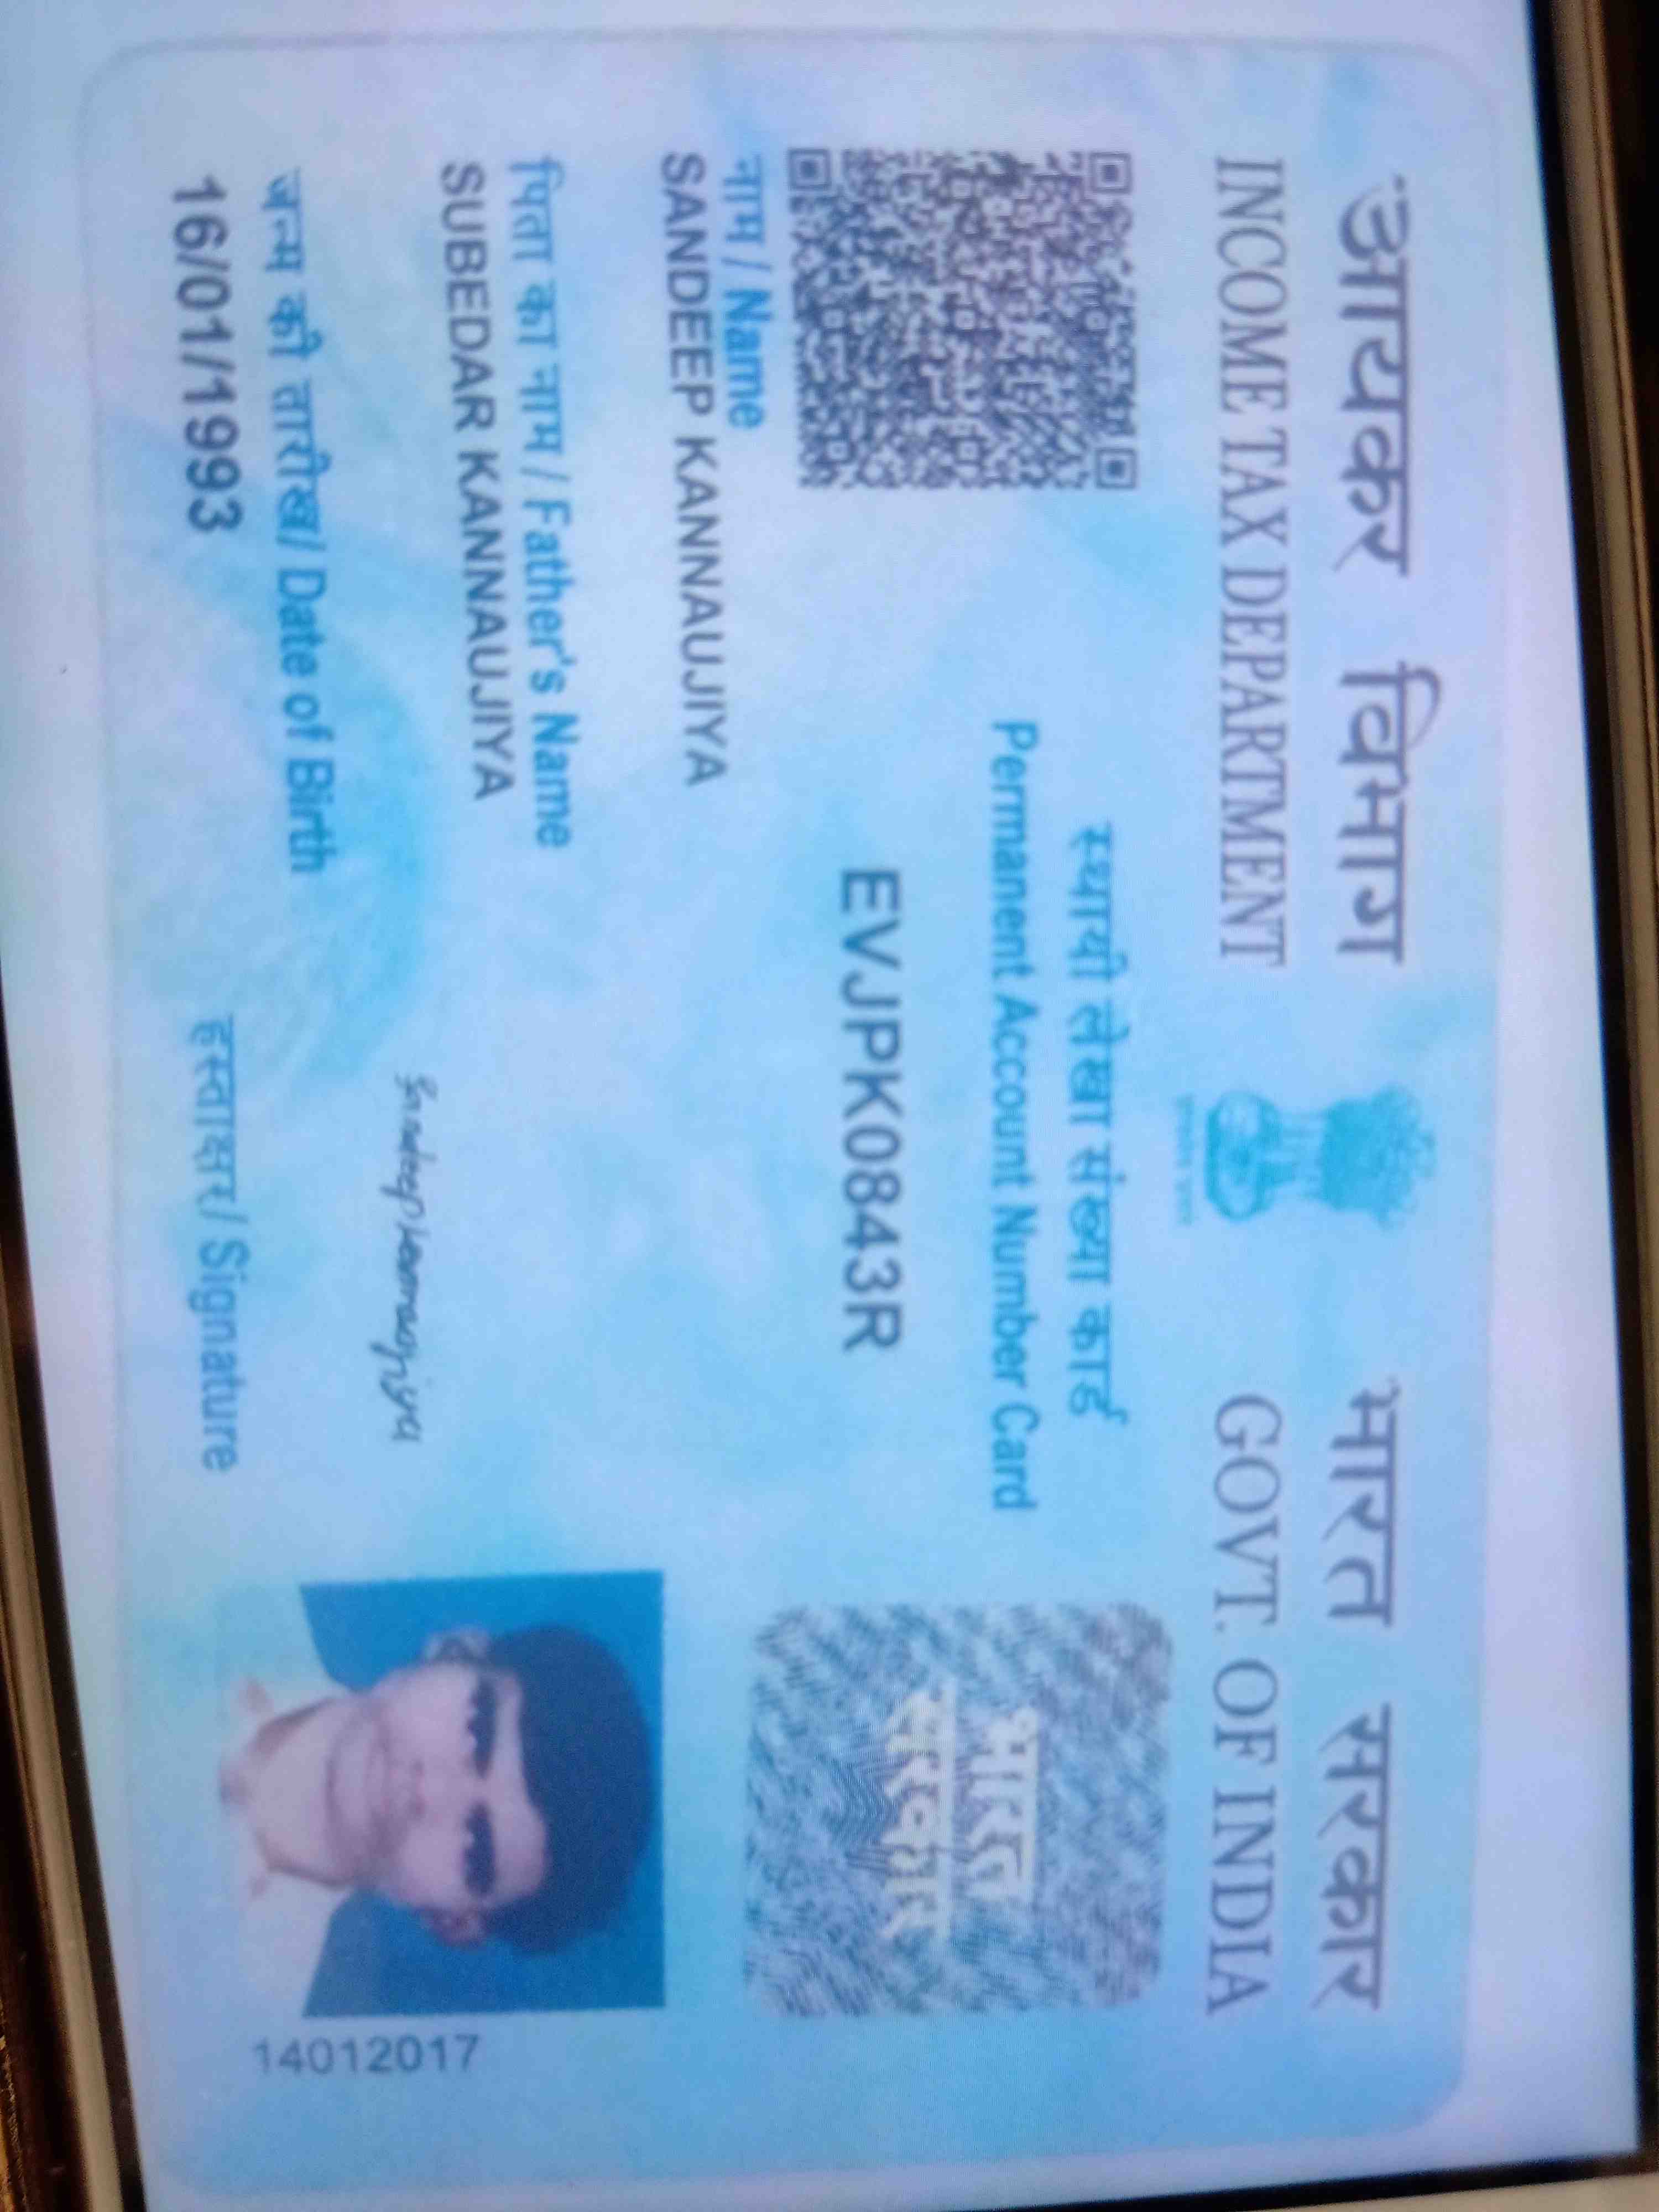 आयकर विभाग
INCOME TAX DEPARTMENT
भारत सरकार
GOVT. OF INDIA
स्थायी लेखा संख्या कार्ड
Permanent Account Number Card
EVJPK0843R
भारत
सरकार
नाम / Name
SANDEEP KANNAUJIYA
पिता का नाम / Father's Name
SUBEDAR KANNAUJIYA
जन्म की तारीख / Date of Birth
16/01/1993
Sandeep
हस्ताक्षर / Signature
14012017